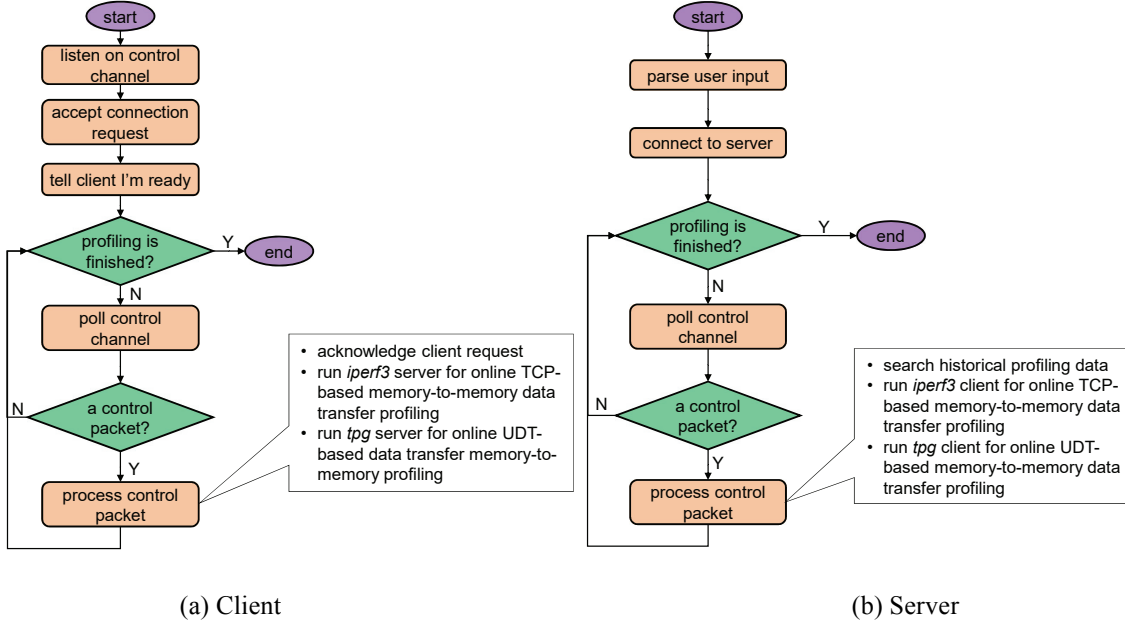 start
listen on control
channel
accept connection
request
tell client I'm ready
profiling is
finished?
Y
end
N
poll control
channel
a control
packet?
N
Y
process control
packet
• acknowledge client request
• run iperf3 server for online TCP-
based memory-to-memory data
transfer profiling
• run tpg server for online UDT-
based data transfer memory-to-
memory profiling
(a) Client
start
parse user input
connect to server
profiling is
finished?
Y
end
N
poll control
channel
a control
packet?
N
Y
process control
packet
• search historical profiling data
• run iperf3 client for online TCP-
based memory-to-memory data
transfer profiling
• run tpg client for online UDT-
based memory-to-memory data
transfer profiling
(b) Server